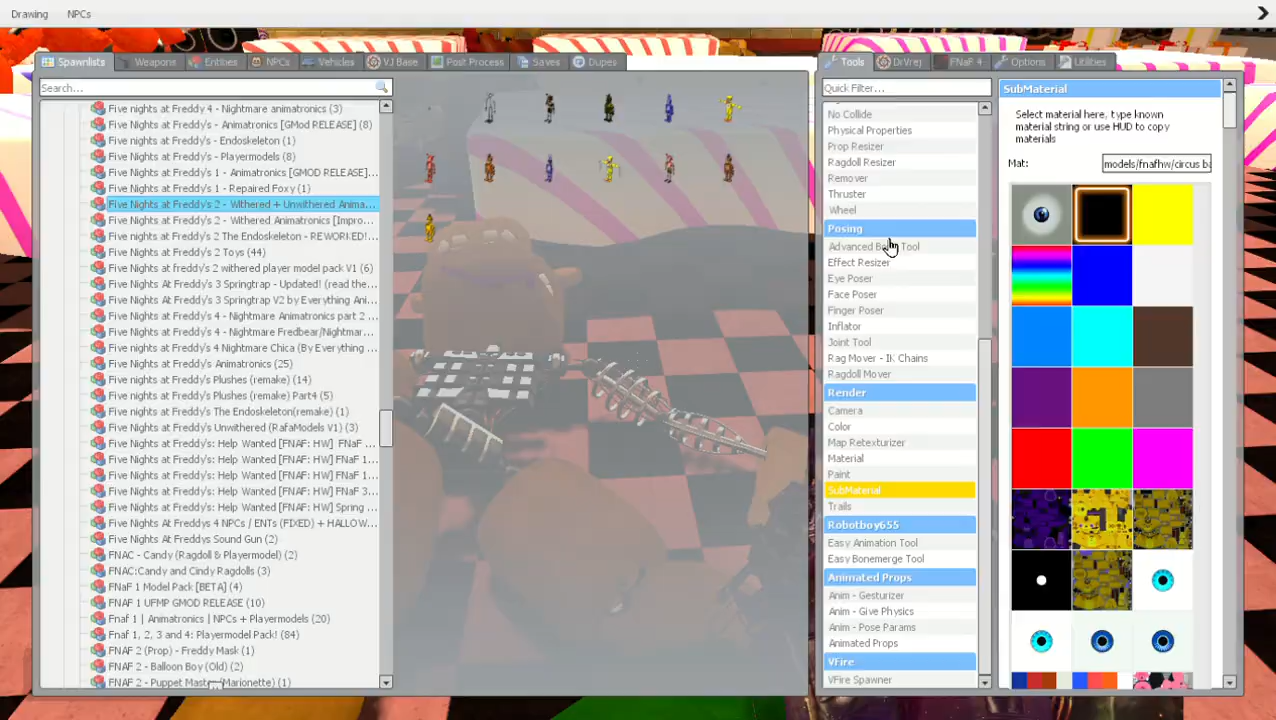 Drawing NPCs
Spawnlists Weapons Entities NPCs Vehicles VJ Base Post Process Saves Dupes
Search...
Five nights at Freddy 4 - Nightmare animatronics (3)
Five Nights at Freddy's - Animatronics [GMod RELEASE] (8)
Five Nights at Freddy's - Endoskeleton (1)
Five Nights at Freddy's - Playermodels (8)
Five Nights at Freddy's 1 - Animatronics [GMOD RELEASE]...
Five Nights at Freddy's 1 - Repaired Foxy (1)
Five Nights at Freddy's 2 - Withered + Unwithered Anima...
Five Nights at Freddy's 2 - Withered Animatronics [Impro...
Five Nights at Freddy's 2 The Endoskeleton - REWORKED!...
Five Nights at Freddy's 2 Toys (44)
Five Nights at freddy's 2 withered player model pack V1 (6)
Five Nights At Freddy's 3 Springtrap - Updated! (read the...
Five Nights at Freddy's 3 Springtrap V2 by Everything Ani...
Five Nights at Freddy's 4 - Nightmare Animatronics part 2 ...
Five Nights at Freddy's 4 - Nightmare Fredbear/Nightmar...
Five Nights at Freddy's 4 Nightmare Chica (By Everything ...
Five Nights at Freddy's Animatronics (25)
Five Nights at Freddy's Plushes (remake) (14)
Five Nights at Freddy's Plushes (remake) Part4 (5)
Five Nights at Freddy's The Endoskeleton(remake) (1)
Five Nights at Freddy's Unwithered (RafaModels V1) (3)
Five Nights at Freddy's: Help Wanted [FNAF: HW] FNaF ...
Five Nights at Freddy's: Help Wanted [FNAF: HW] FNaF 1...
Five Nights at Freddy's: Help Wanted [FNAF: HW] FNaF 1...
Five Nights at Freddy's: Help Wanted [FNAF: HW] FNaF 3...
Five Nights at Freddy's: Help Wanted [FNAF: HW] Spring ...
Five Nights At Freddys 4 NPCs / ENTs (FIXED) + HALLOW...
Five Nights At Freddys Sound Gun (2)
FNAC - Candy (Ragdoll & Playermodel) (2)
FNAC:Candy and Cindy Ragdolls (3)
FNaF 1 Model Pack [BETA] (4)
FNAF 1 UFMP GMOD RELEASE (10)
Fnaf 1 | Animatronics | NPCs + Playermodels (20)
Fnaf 1, 2, 3 and 4: Playermodel Pack! (84)
FNAF 2 (Prop) - Freddy Mask (1)
FNAF 2 - Balloon Boy (Old) (2)
FNAF 2 - Puppet Master(Marionette) (1)
Tools DrVrej FNaF 4 Options Utilities
Quick Filter...
No Collide
Physical Properties
Prop Resizer
Ragdoll Resizer
Remover
Thruster
Wheel
Posing
Advanced Bone Tool
Effect Resizer
Eye Poser
Face Poser
Finger Poser
Inflator
Joint Tool
Rag Mover - IK Chains
Ragdoll Mover
Render
Camera
Color
Map Retexturizer
Material
Paint
SubMaterial
Trails
Robotboy655
Easy Animation Tool
Easy Bonemerge Tool
Animated Props
Anim - Gesturizer
Anim - Give Physics
Anim - Pose Params
Animated Props
VFire
VFire Spawner
SubMaterial
Select material here, type known
material string or use HUD to copy
materials
Mat: models/fnafhw/circus ba